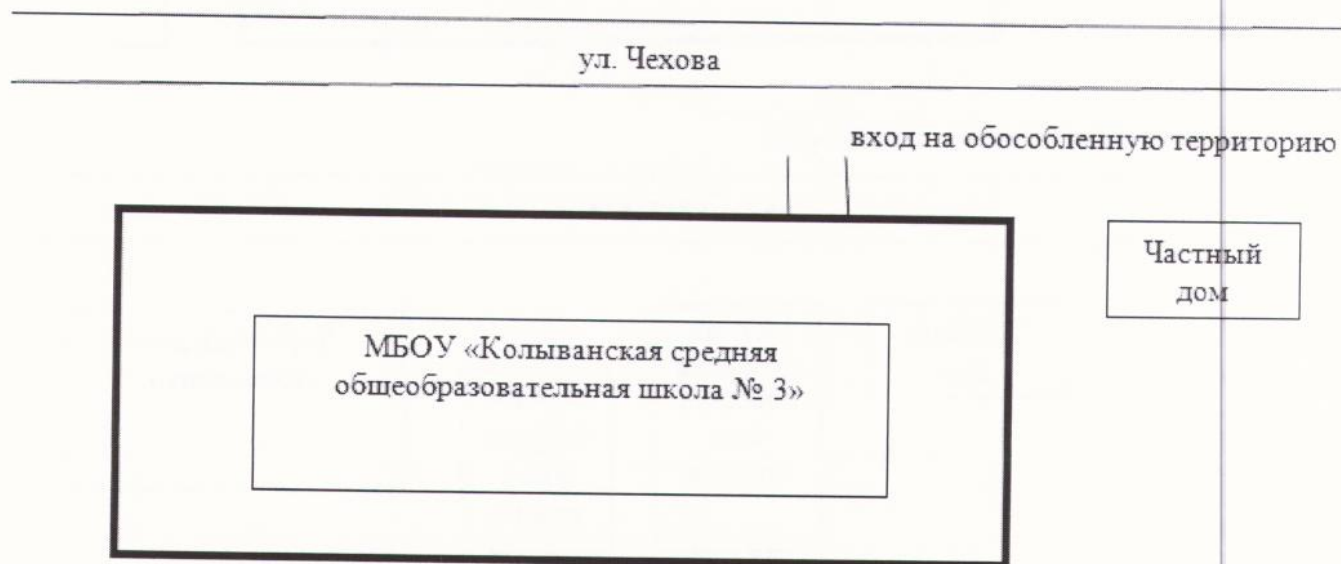 ул. Чехова
вход на обособленную территорию
Частный
дом
МБОУ «Колыванская средняя
общеобразовательная школа № 3»